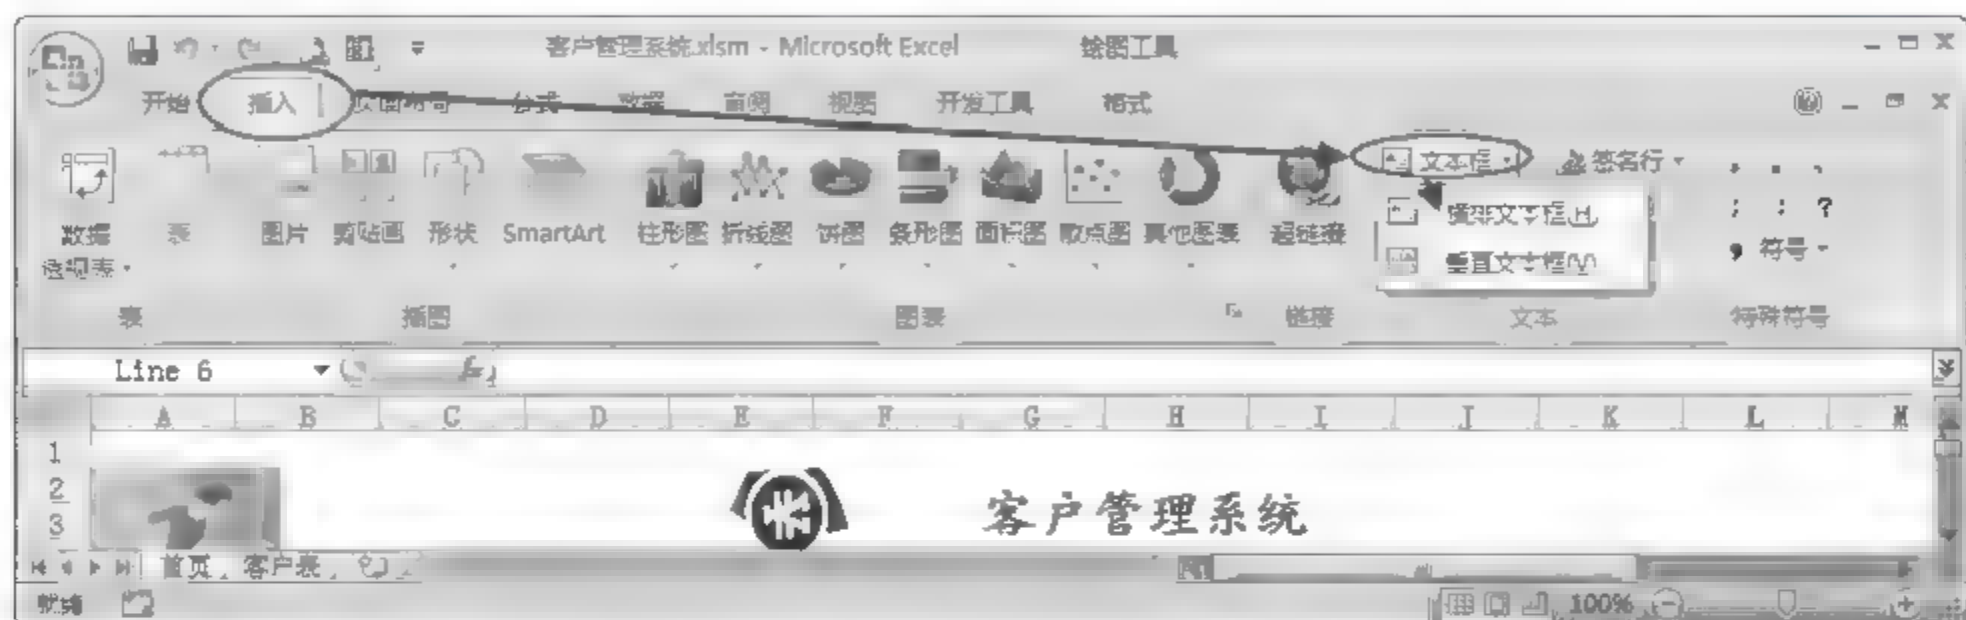 客户管理系统.xlsm - Microsoft Excel 绘图工具
开始 插入 页面布局 公式 数据 审阅 视图 开发工具 格式
文本框 签名行
横排文本框(H)
; : ?
数据 表 图片 剪贴画 形状 SmartArt 柱形图 折线图 饼图 条形图 面积图 散点图 其他图表 超链接
透视表
垂直文本框(V)
, 符号
表 插图 图表 链接 文本 特殊符号
Line 6 fx
A B C D E F G H I J K L M
1
2
3
客户管理系统
首页 客户表
就绪 100%